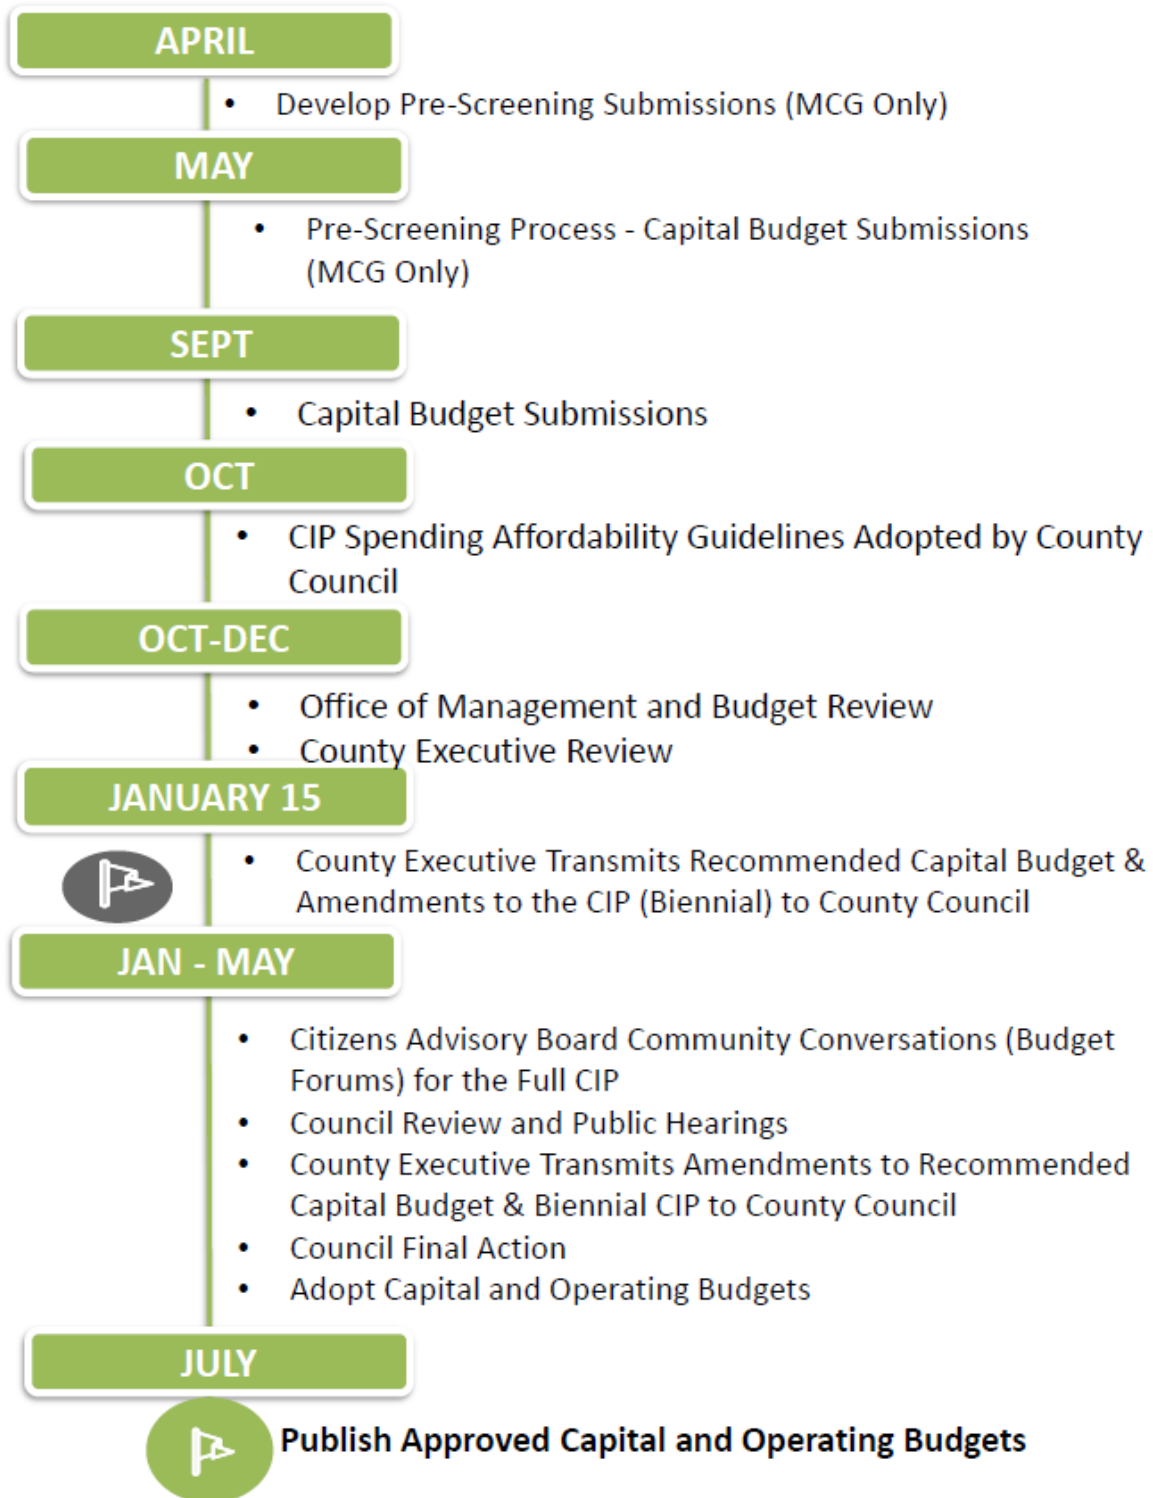 APRIL
• Develop Pre-Screening Submissions (MCG Only)
MAY
• Pre-Screening Process - Capital Budget Submissions
(MCG Only)
SEPT
• Capital Budget Submissions
OCT
• CIP Spending Affordability Guidelines Adopted by County
Council
OCT-DEC
• Office of Management and Budget Review
• County Executive Review
JANUARY 15
• County Executive Transmits Recommended Capital Budget &
Amendments to the CIP (Biennial) to County Council
JAN - MAY
• Citizens Advisory Board Community Conversations (Budget
Forums) for the Full CIP
• Council Review and Public Hearings
• County Executive Transmits Amendments to Recommended
Capital Budget & Biennial CIP to County Council
• Council Final Action
• Adopt Capital and Operating Budgets
JULY
Publish Approved Capital and Operating Budgets